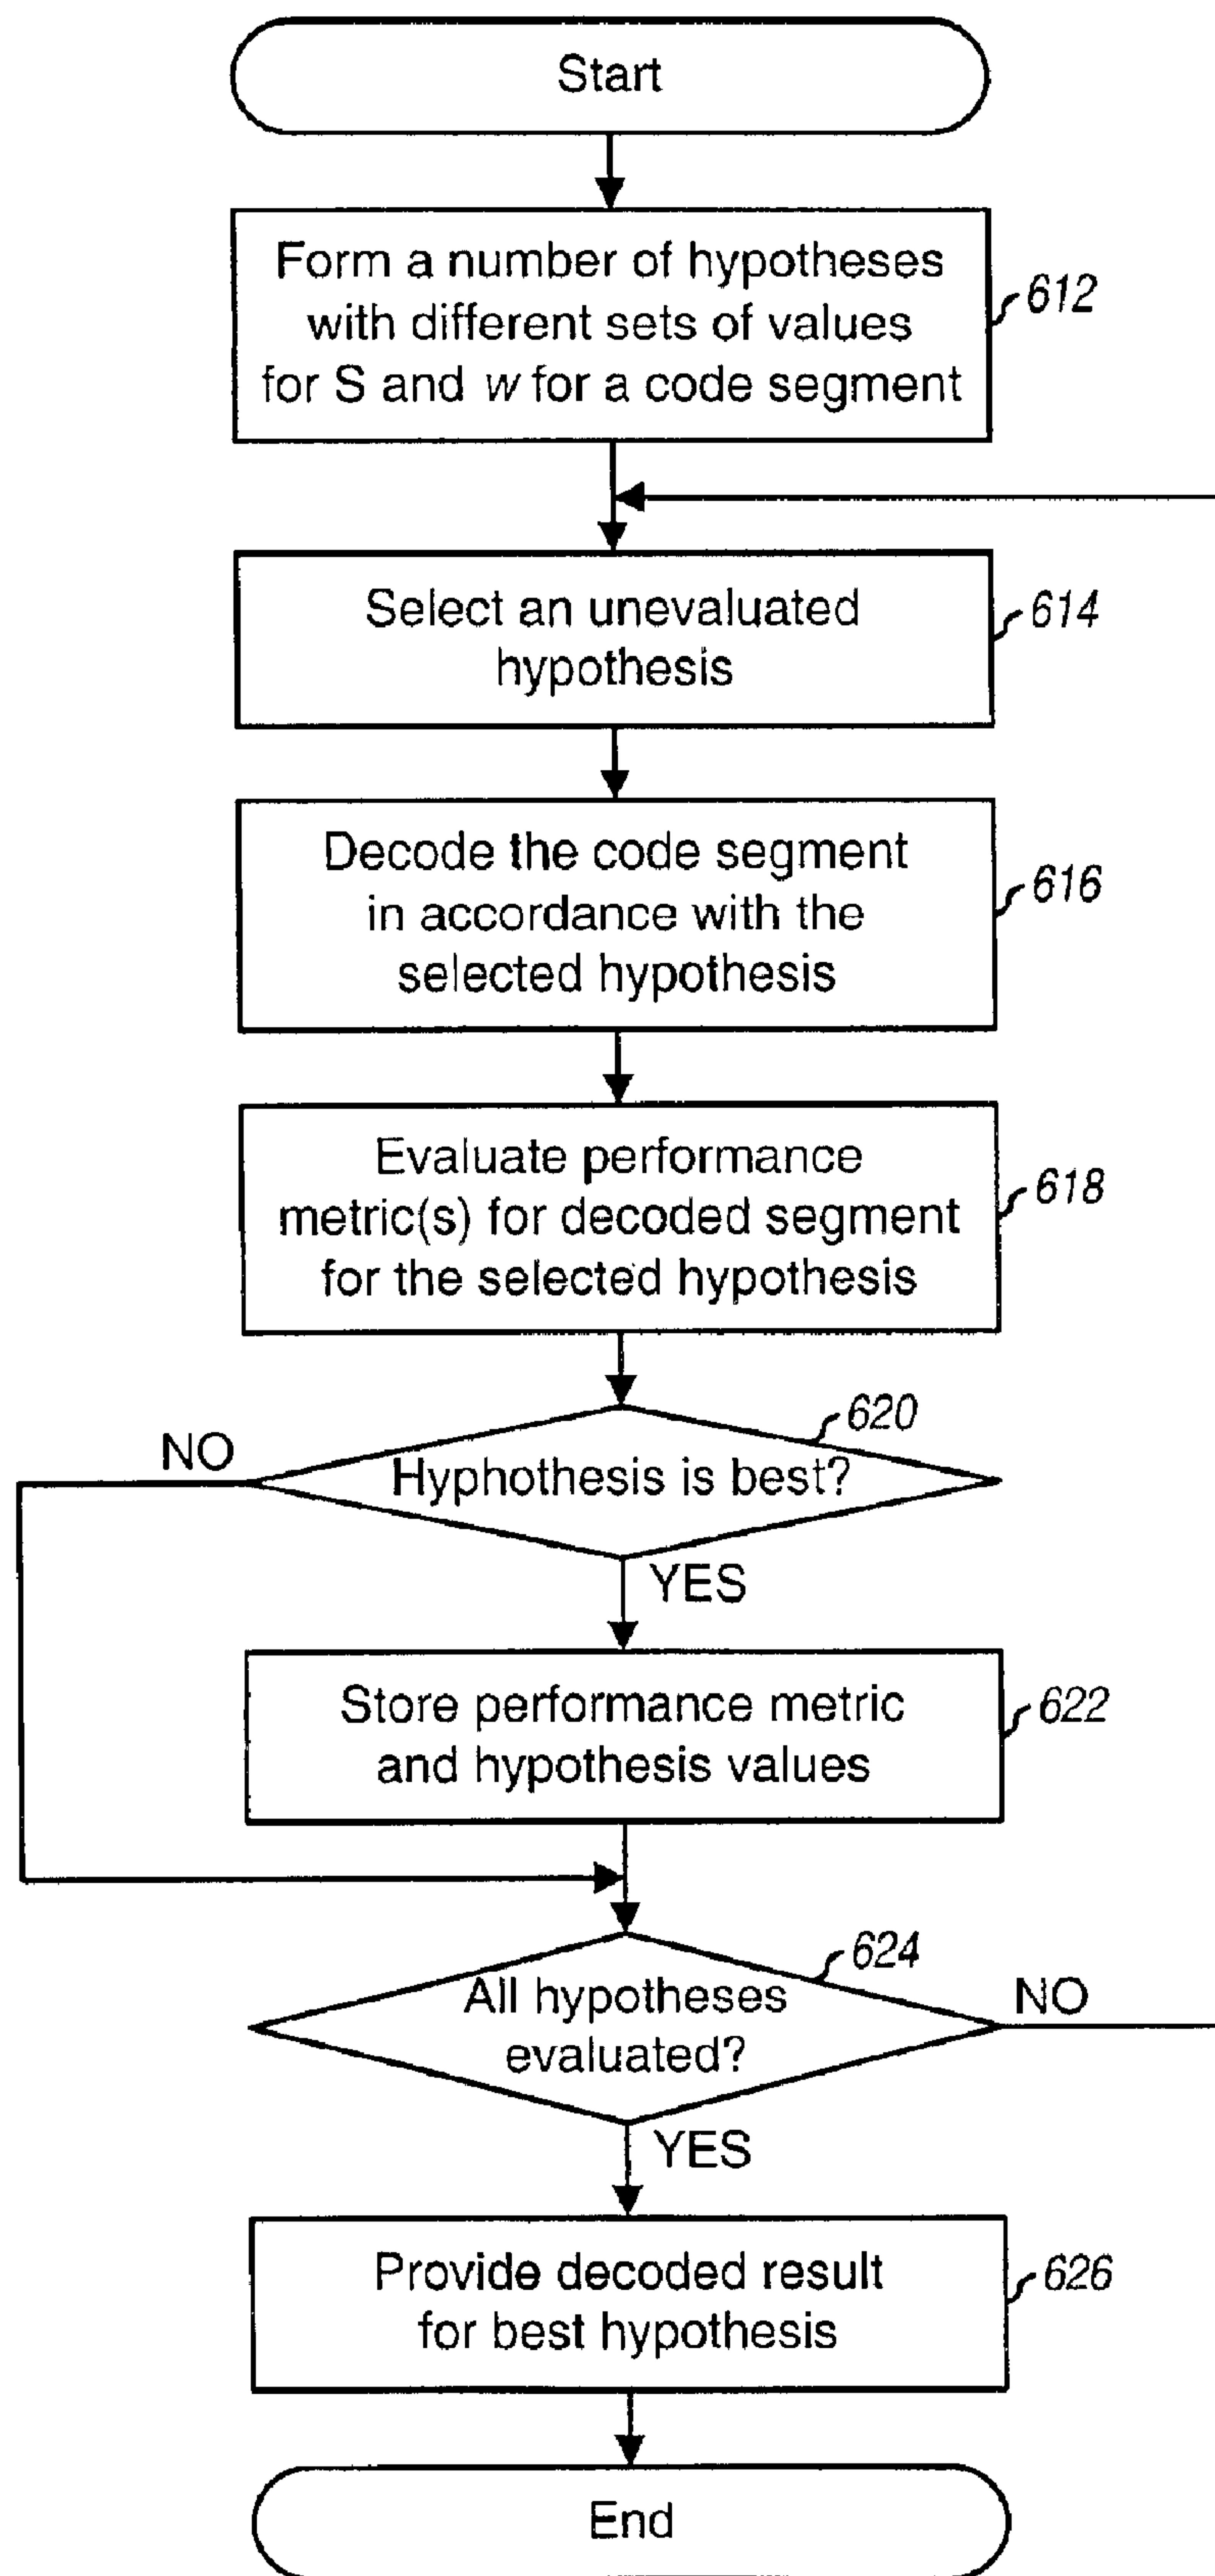 Start
Form a number of hypotheses
with different sets of values
for S and w for a code segment
612
Select an unevaluated
hypothesis
614
Decode the code segment
in accordance with the
selected hypothesis
616
Evaluate performance
metric(s) for decoded segment
for the selected hypothesis
618
620
NO
Hyphothesis is best?
YES
Store performance metric
and hypothesis values
622
624
All hypotheses
evaluated?
NO
YES
Provide decoded result
for best hypothesis
626
End